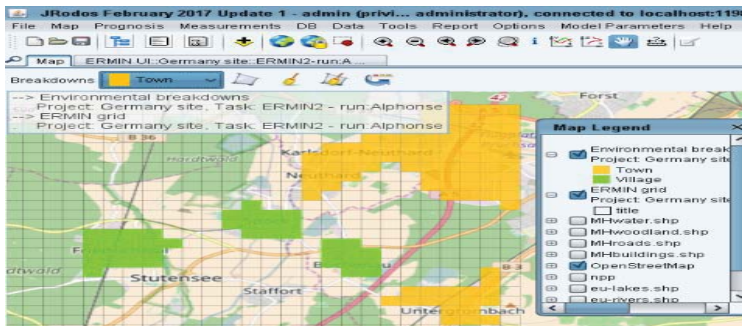 JRodos February 2017 Update 1 - admin (privi... administrator), connected to localhost:1198
File Map Prognosis Measurements DB Data Tools Report Options Model Parameters Help
Map ERMIN UI::Germany site::ERMIN2-run:A...
Breakdowns Town
--> Environmental breakdowns
Project: Germany site, Task: ERMIN2 - run:Alphonse
--> ERMIN grid
Project: Germany site, Task: ERMIN2 - run:Alphonse
42
Forst
B 36
Hardtwald
Karlsdorf-Neuthard
Neuthard
Stutensee
Staffort
B 3
Untergrombach
Map Legend
Environmental break
Project: Germany site
Town
Village
ERMIN grid
Project: Germany site
title
MHwater.shp
MHwoodland.shp
MHroads.shp
MHbuildings.shp
OpenStreetMap
npp
eu-lakes.shp
eu-rivers.shp